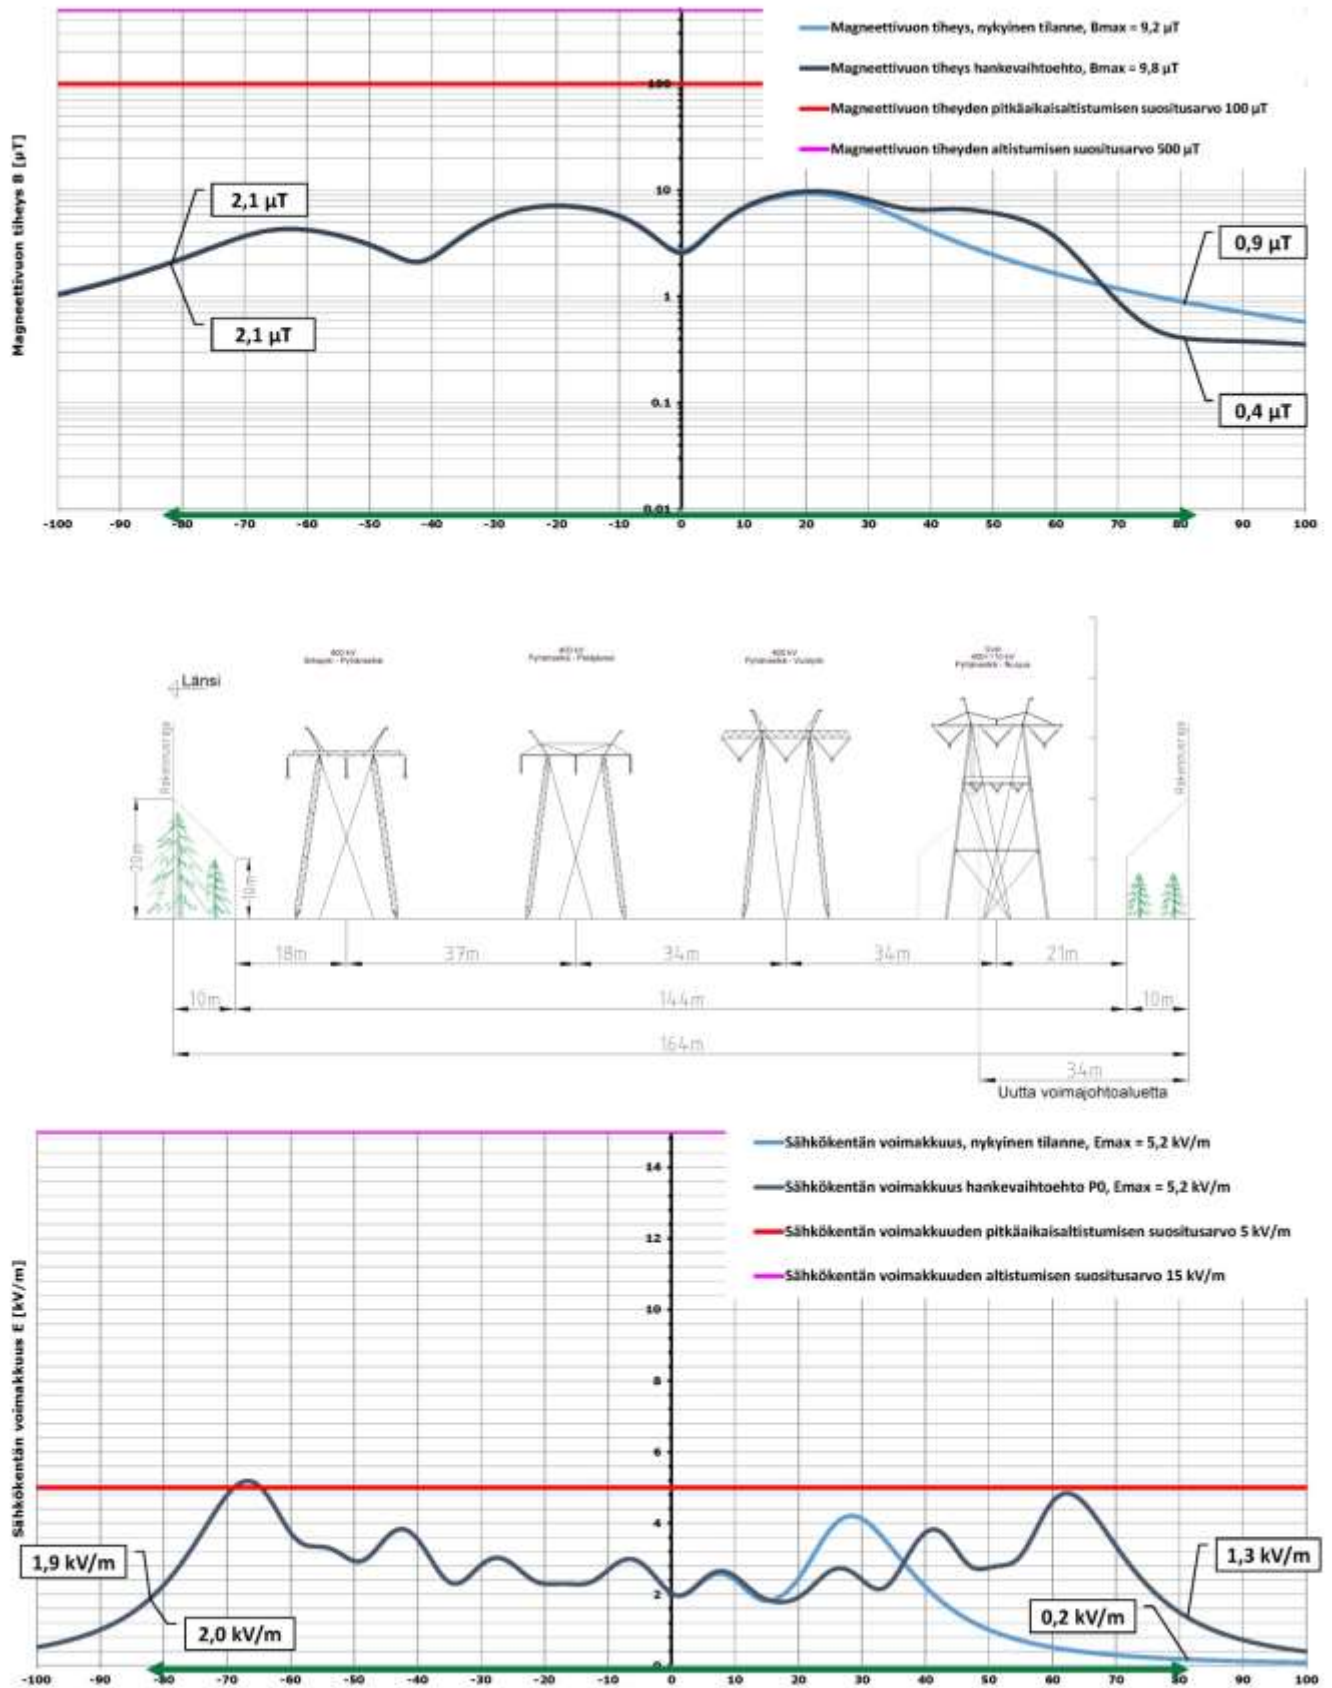 Magneettivuon tiheys, nykyinen tilanne, Bmax = 9,2 µT
Magneettivuon tiheys hankevaihtoehto, Bmax = 9,8 µT
Magneettivuon tiheyden pitkäaikaisaltistumisen suositusarvo 100 µT
Magneettivuon tiheyden altistumisen suositusarvo 500 µT
Magneettivuon tiheys B [µT]
100
10
1
0.1
0.01
2,1 µT
2,1 µT
0,9 µT
0,4 µT
-100 -90 -80 -70 -60 -50 -40 -30 -20 -10 0 10 20 30 40 50 60 70 80 90 100
400 kV
400 kV
Länsi
Rakennusraja
Rakennusraja
20m
10m
18m 37m 34m 34m 21m
10m 144m 10m
164m
34m
Uutta voimajohtoaluetta
Sähkökentän voimakkuus, nykyinen tilanne, Emax = 5,2 kV/m
Sähkökentän voimakkuus hankevaihtoehto P0, Emax = 5,2 kV/m
Sähkökentän voimakkuuden pitkäaikaisaltistumisen suositusarvo 5 kV/m
Sähkökentän voimakkuuden altistumisen suositusarvo 15 kV/m
Sähkökentän voimakkuus E [kV/m]
14
12
10
8
6
4
2
0
1,9 kV/m
2,0 kV/m
1,3 kV/m
0,2 kV/m
-100 -90 -80 -70 -60 -50 -40 -30 -20 -10 0 10 20 30 40 50 60 70 80 90 100